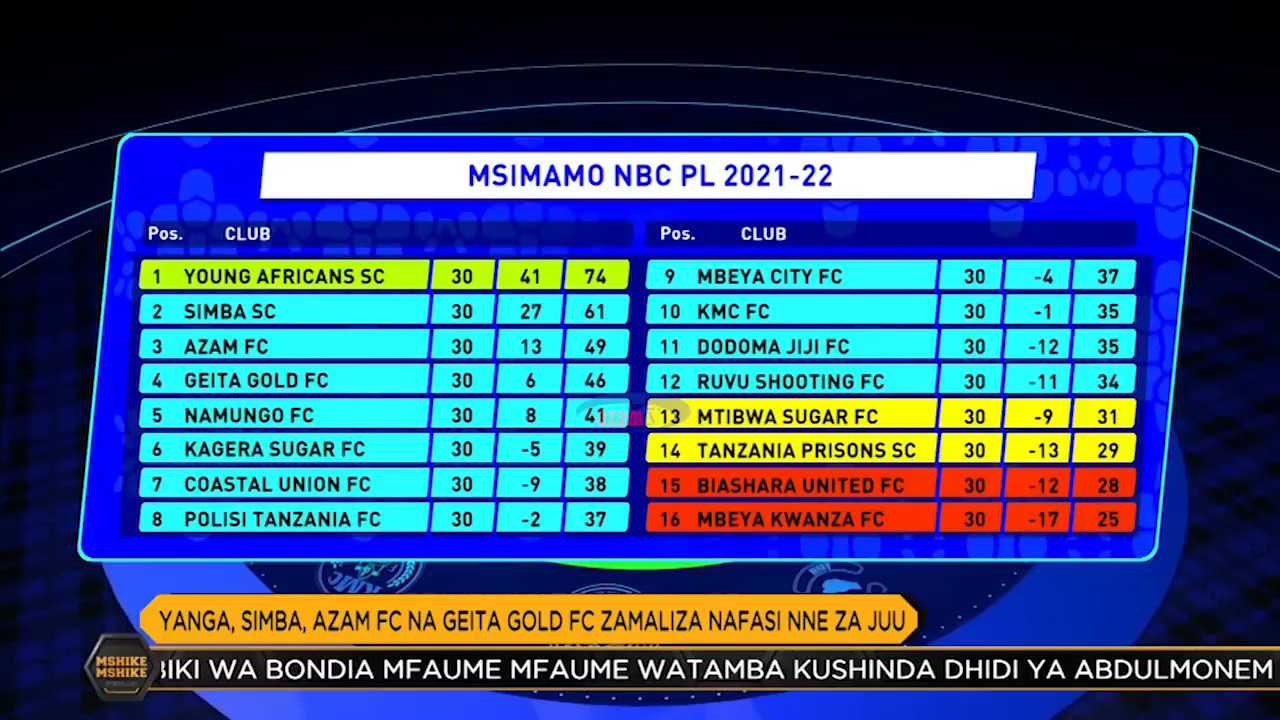 MSIMAMO NBC PL 2021-22
Pos. CLUB
1 YOUNG AFRICANS SC 30 41 74
2 SIMBA SC 30 27 61
3 AZAM FC 30 13 49
4 GEITA GOLD FC 30 6 46
5 NAMUNGO FC 30 8 41
6 KAGERA SUGAR FC 30 -5 39
7 COASTAL UNION FC 30 -9 38
8 POLISI TANZANIA FC 30 -2 37
Pos. CLUB
9 MBEYA CITY FC 30 -4 37
10 KMC FC 30 -1 35
11 DODOMA JIJI FC 30 -12 35
12 RUVU SHOOTING FC 30 -11 34
13 MTIBWA SUGAR FC 30 -9 31
14 TANZANIA PRISONS SC 30 -13 29
15 BIASHARA UNITED FC 30 -12 28
16 MBEYA KWANZA FC 30 -17 25
YANGA, SIMBA, AZAM FC NA GEITA GOLD FC ZAMALIZA NAFASI NNE ZA JUU
MSHIKE
MSHIKE
BIKI WA BONDIA MFAUME MFAUME WATAMBA KUSHINDA DHIDI YA ABDULMONEM